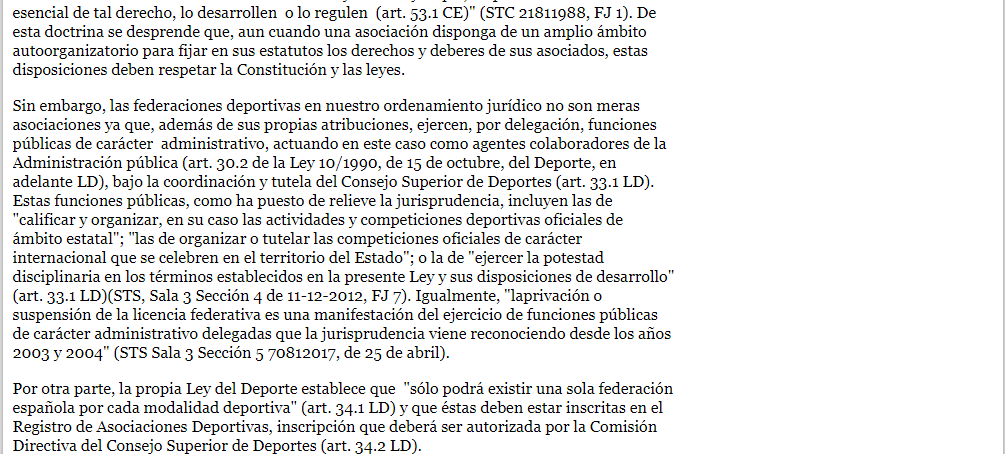 esencial de tal derecho, lo desarrollen  o lo regulen  (art. 53.1 CE)" (STC 21811988, FJ 1). De
esta doctrina se desprende que, aun cuando una asociación disponga de un amplio ámbito
autoorganizatorio para fijar en sus estatutos los derechos y deberes de sus asociados, estas
disposiciones deben respetar la Constitución y las leyes.
Sin embargo, las federaciones deportivas en nuestro ordenamiento jurídico no son meras
asociaciones ya que, además de sus propias atribuciones, ejercen, por delegación, funciones
públicas de carácter  administrativo, actuando en este caso como agentes colaboradores de la
Administración pública (art. 30.2 de la Ley 10/1990, de 15 de octubre, del Deporte, en
adelante LD), bajo la coordinación y tutela del Consejo Superior de Deportes (art. 33.1 LD).
Estas funciones públicas, como ha puesto de relieve la jurisprudencia, incluyen las de
"calificar y organizar, en su caso las actividades y competiciones deportivas oficiales de
ámbito estatal"; "las de organizar o tutelar las competiciones oficiales de carácter
internacional que se celebren en el territorio del Estado"; o la de "ejercer la potestad
disciplinaria en los términos establecidos en la presente Ley y sus disposiciones de desarrollo"
(art. 33.1 LD)(STS, Sala 3 Sección 4 de 11-12-2012, FJ 7). Igualmente, "laprivación o
suspensión de la licencia federativa es una manifestación del ejercicio de funciones públicas
de carácter administrativo delegadas que la jurisprudencia viene reconociendo desde los años
2003 y 2004" (STS Sala 3 Sección 5 70812017, de 25 de abril).
Por otra parte, la propia Ley del Deporte establece que  "sólo podrá existir una sola federación
española por cada modalidad deportiva" (art. 34.1 LD) y que éstas deben estar inscritas en el
Registro de Asociaciones Deportivas, inscripción que deberá ser autorizada por la Comisión
Directiva del Consejo Superior de Deportes (art. 34.2 LD).